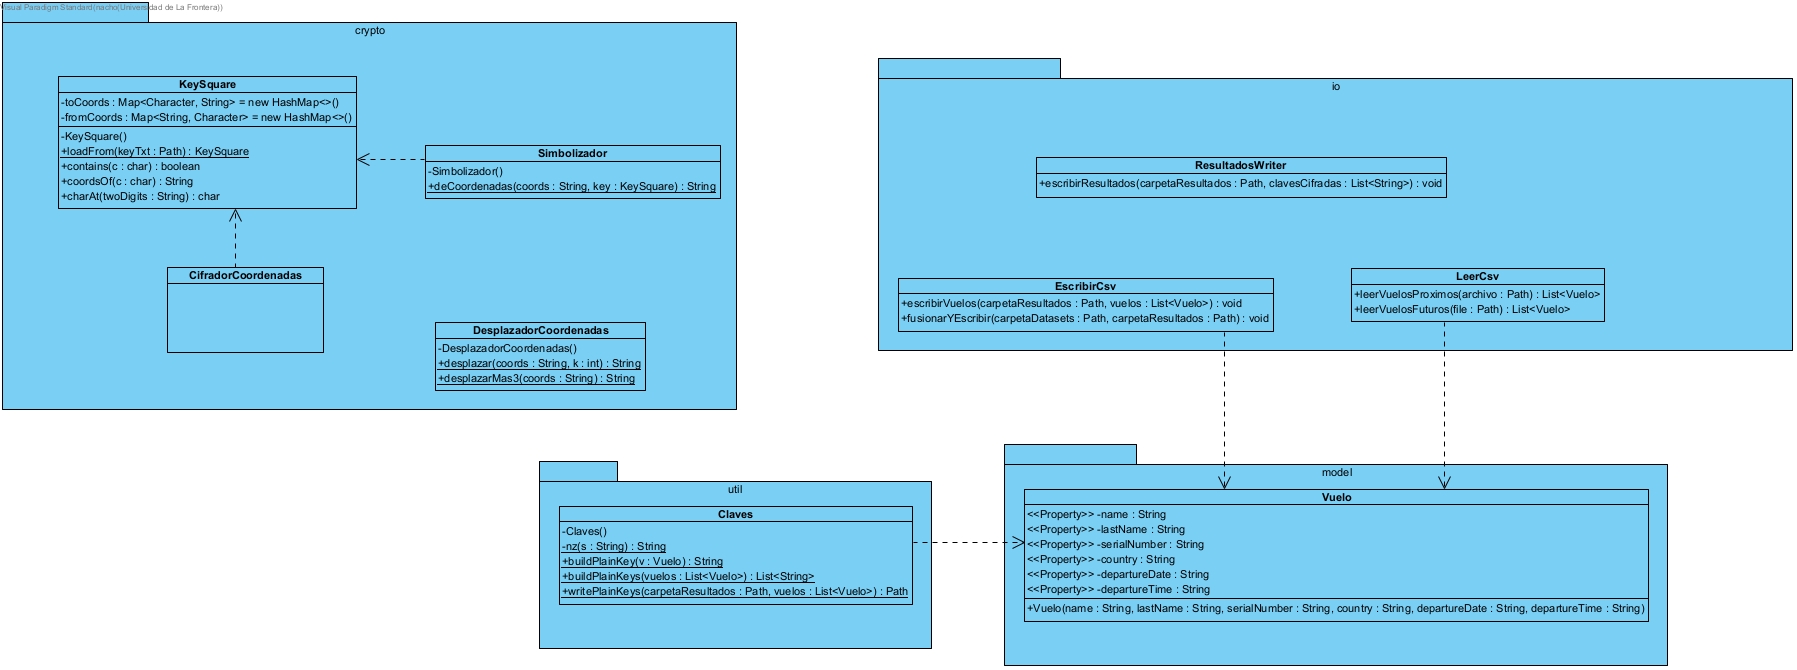 Visual Paradigm Standard(nacho(Universidad de La Frontera))
crypto
KeySquare
-toCoords : Map<Character, String> = new HashMap<>()
-fromCoords : Map<String, Character> = new HashMap<>()
-KeySquare()
+loadFrom(keyTxt : Path) : KeySquare
+contains(c : char) : boolean
+coordsOf(c : char) : String
+charAt(twoDigits : String) : char
Simbolizador
-Simbolizador()
+deCoordenadas(coords : String, key : KeySquare) : String
CifradorCoordenadas
DesplazadorCoordenadas
-DesplazadorCoordenadas()
+desplazar(coords : String, k : int) : String
+desplazarMas3(coords : String) : String
io
ResultadosWriter
+escribirResultados(carpetaResultados : Path, clavesCifradas : List<String>) : void
EscribirCsv
+escribirVuelos(carpetaResultados : Path, vuelos : List<Vuelo>) : void
+fusionarYEscribir(carpetaDatasets : Path, carpetaResultados : Path) : void
LeerCsv
+leerVuelosProximos(archivo : Path) : List<Vuelo>
+leerVuelosFuturos(file : Path) : List<Vuelo>
util
Claves
-Claves()
-nz(s : String) : String
+buildPlainKey(v : Vuelo) : String
+buildPlainKeys(vuelos : List<Vuelo>) : List<String>
+writePlainKeys(carpetaResultados : Path, vuelos : List<Vuelo>) : Path
model
Vuelo
<<Property>> -name : String
<<Property>> -lastName : String
<<Property>> -serialNumber : String
<<Property>> -country : String
<<Property>> -departureDate : String
<<Property>> -departureTime : String
+Vuelo(name : String, lastName : String, serialNumber : String, country : String, departureDate : String, departureTime : String)